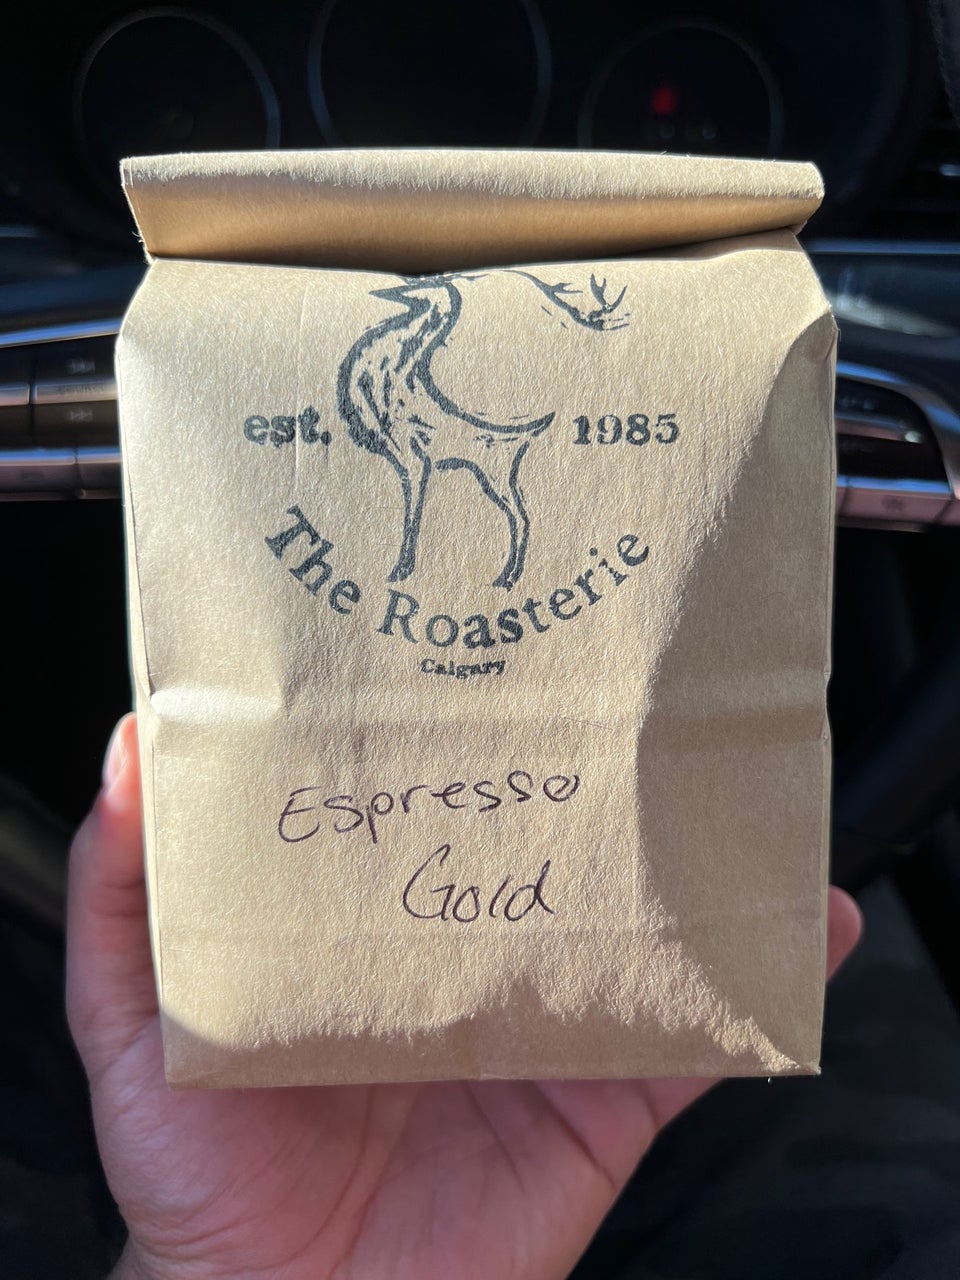 est. 1985
The Roasterie
Calgary
Espresso
Gold